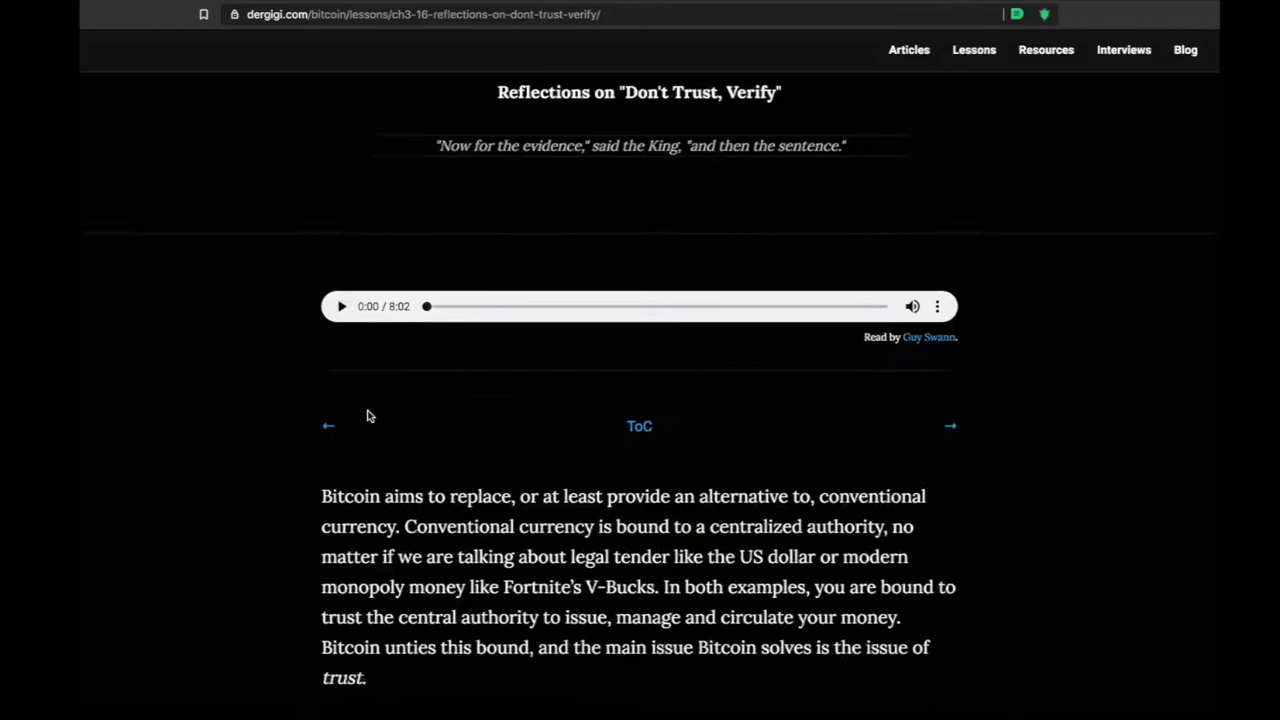 dergigi.com/bitcoin/lessons/ch3-16-reflections-on-dont-trust-verify/
Articles Lessons Resources Interviews Blog
Reflections on "Don't Trust, Verify"
"Now for the evidence," said the King, "and then the sentence."
0:00 / 8:02
Read by Guy Swann.
← ToC →
Bitcoin aims to replace, or at least provide an alternative to, conventional
currency. Conventional currency is bound to a centralized authority, no
matter if we are talking about legal tender like the US dollar or modern
monopoly money like Fortnite’s V-Bucks. In both examples, you are bound to
trust the central authority to issue, manage and circulate your money.
Bitcoin unties this bound, and the main issue Bitcoin solves is the issue of
trust.